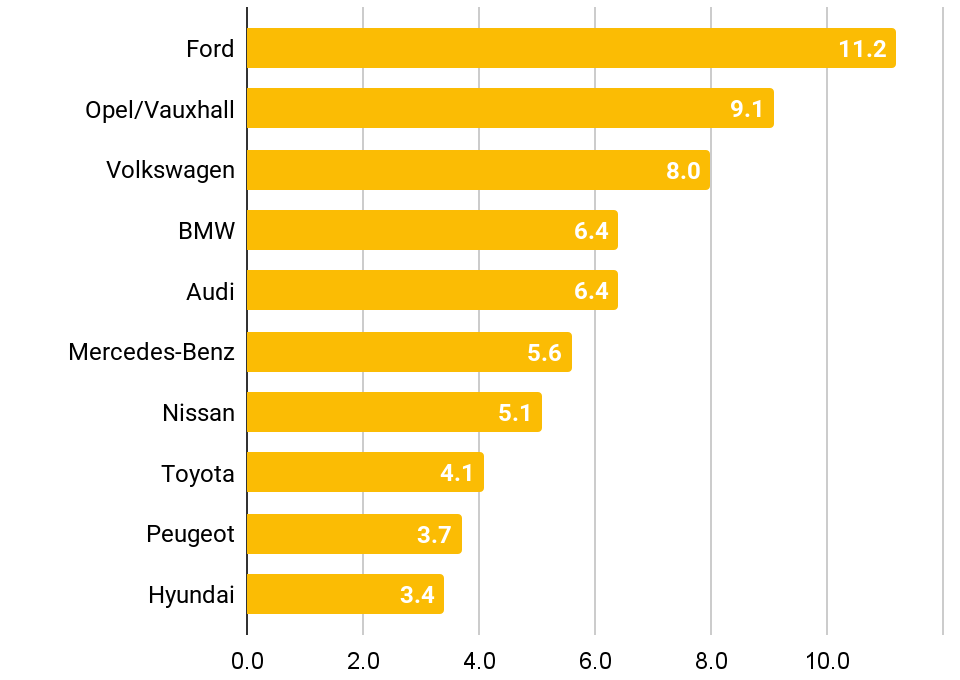 Ford 11.2
Opel/Vauxhall 9.1
Volkswagen 8.0
BMW 6.4
Audi 6.4
Mercedes-Benz 5.6
Nissan 5.1
Toyota 4.1
Peugeot 3.7
Hyundai 3.4
0.0 2.0 4.0 6.0 8.0 10.0